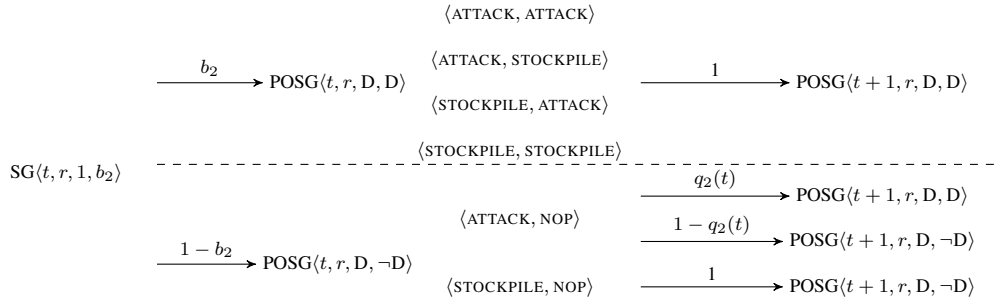 ⟨ATTACK, ATTACK⟩
⟨ATTACK, STOCKPILE⟩
b₂ POSG⟨t, r, D, D⟩ 1 POSG⟨t + 1, r, D, D⟩
⟨STOCKPILE, ATTACK⟩
⟨STOCKPILE, STOCKPILE⟩
SG⟨t, r, 1, b₂⟩
q₂(t) POSG⟨t + 1, r, D, D⟩
⟨ATTACK, NOP⟩
1 − q₂(t) POSG⟨t + 1, r, D, ¬D⟩
1 − b₂ POSG⟨t, r, D, ¬D⟩
⟨STOCKPILE, NOP⟩ 1 POSG⟨t + 1, r, D, ¬D⟩